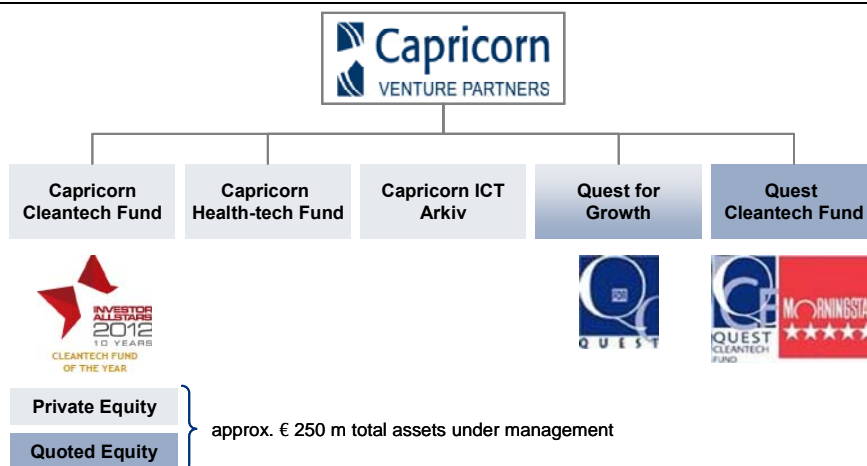 Capricorn
VENTURE PARTNERS
Capricorn
Cleantech Fund
Capricorn
Health-tech Fund
Capricorn ICT
Arkiv
Quest for
Growth
Quest
Cleantech Fund
INVESTOR
ALLSTARS
2012
10 YEARS
CLEANTECH FUND
OF THE YEAR
QUEST
QUEST
CLEANTECH
FUND
MORNINGSTA
Private Equity
Quoted Equity
approx. € 250 m total assets under management